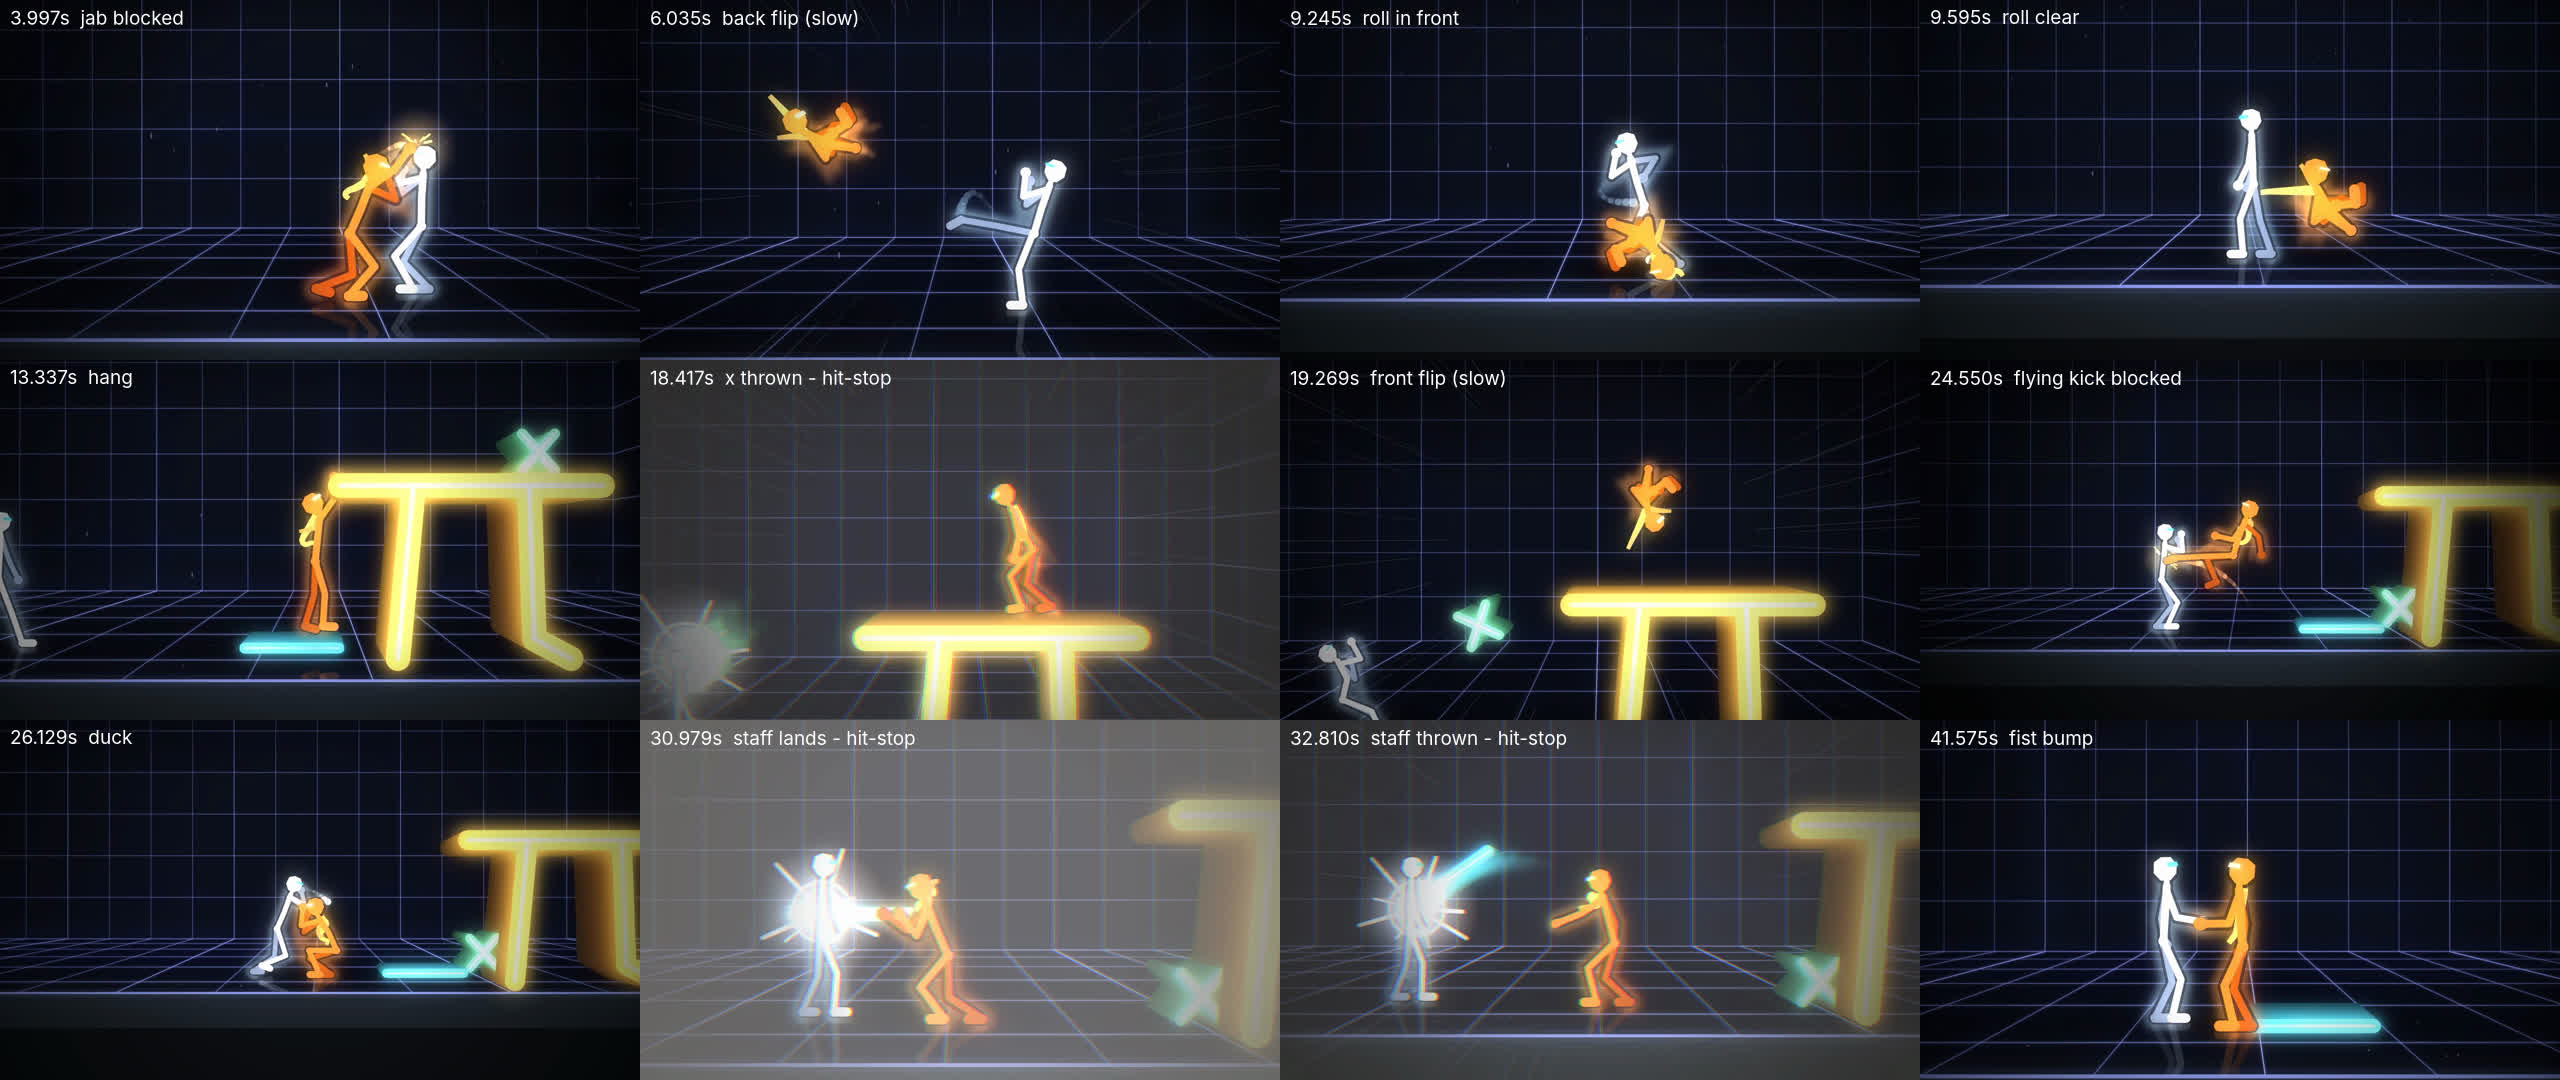 3.997s jab blocked
6.035s back flip (slow)
9.245s roll in front
9.595s roll clear
13.337s hang
18.417s x thrown - hit-stop
19.269s front flip (slow)
24.550s flying kick blocked
26.129s duck
30.979s staff lands - hit-stop
32.810s staff thrown - hit-stop
41.575s fist bump